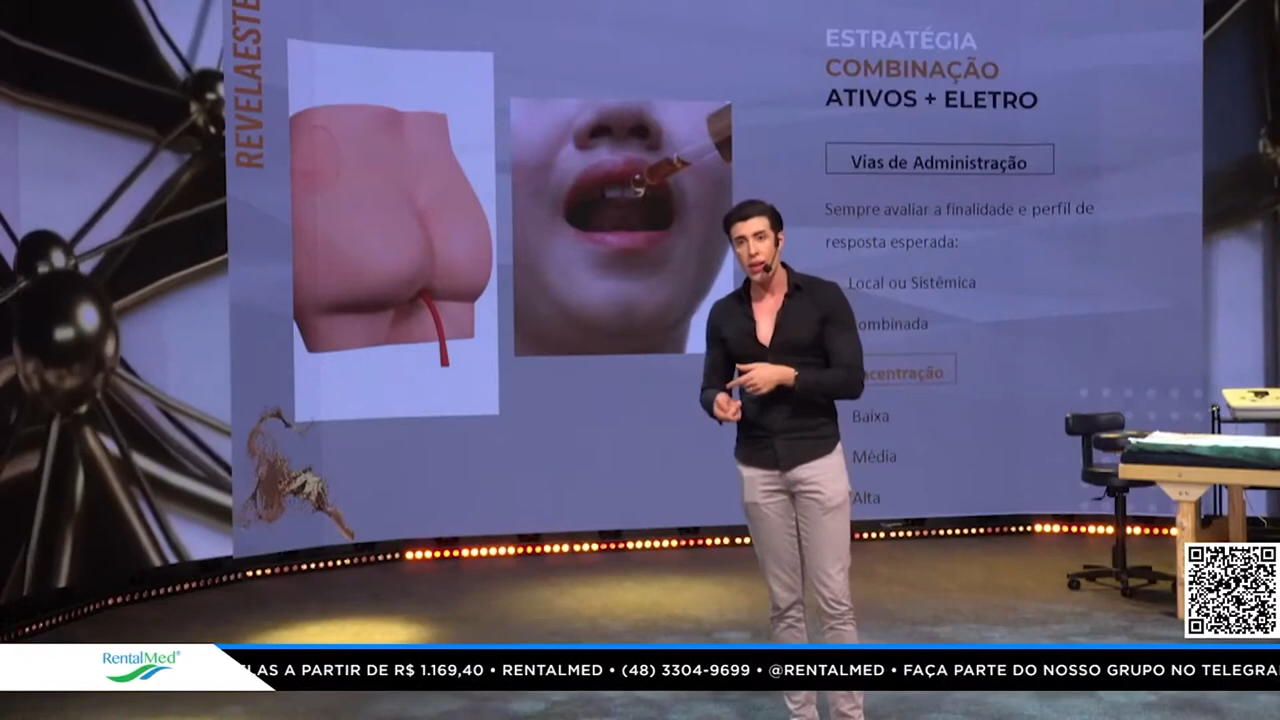 REVELAESTE
ESTRATÉGIA
COMBINAÇÃO
ATIVOS + ELETRO
Vias de Administração
Sempre avaliar a finalidade e perfil de
resposta esperada:
Local ou Sistêmica
ombinada
centração
Baixa
Média
Alta
RentalMed®
LAS A PARTIR DE R$ 1.169,40 • RENTALMED • (48) 3304-9699 • @RENTALMED • FAÇA PARTE DO NOSSO GRUPO NO TELEGRA